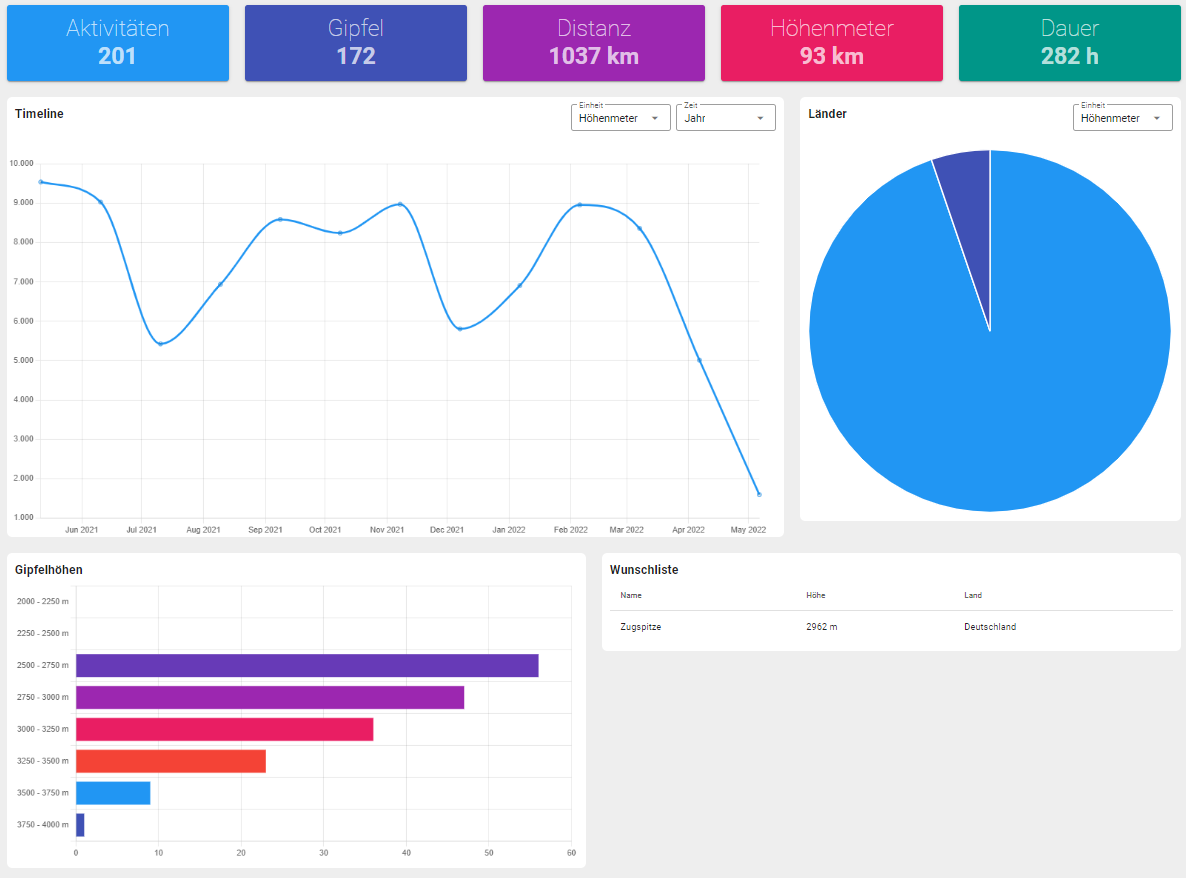 Aktivitäten
201
Gipfel
172
Distanz
1037 km
Höhenmeter
93 km
Dauer
282 h
Timeline
Einheit
Höhenmeter
Zeit
Jahr
10.000
9.000
8.000
7.000
6.000
5.000
4.000
3.000
2.000
1.000
Jun 2021 Jul 2021 Aug 2021 Sep 2021 Oct 2021 Nov 2021 Dec 2021 Jan 2022 Feb 2022 Mar 2022 Apr 2022 May 2022
Länder
Einheit
Höhenmeter
Gipfelhöhen
2000 - 2250 m
2250 - 2500 m
2500 - 2750 m
2750 - 3000 m
3000 - 3250 m
3250 - 3500 m
3500 - 3750 m
3750 - 4000 m
0 10 20 30 40 50 60
Wunschliste
Name Höhe Land
Zugspitze 2962 m Deutschland